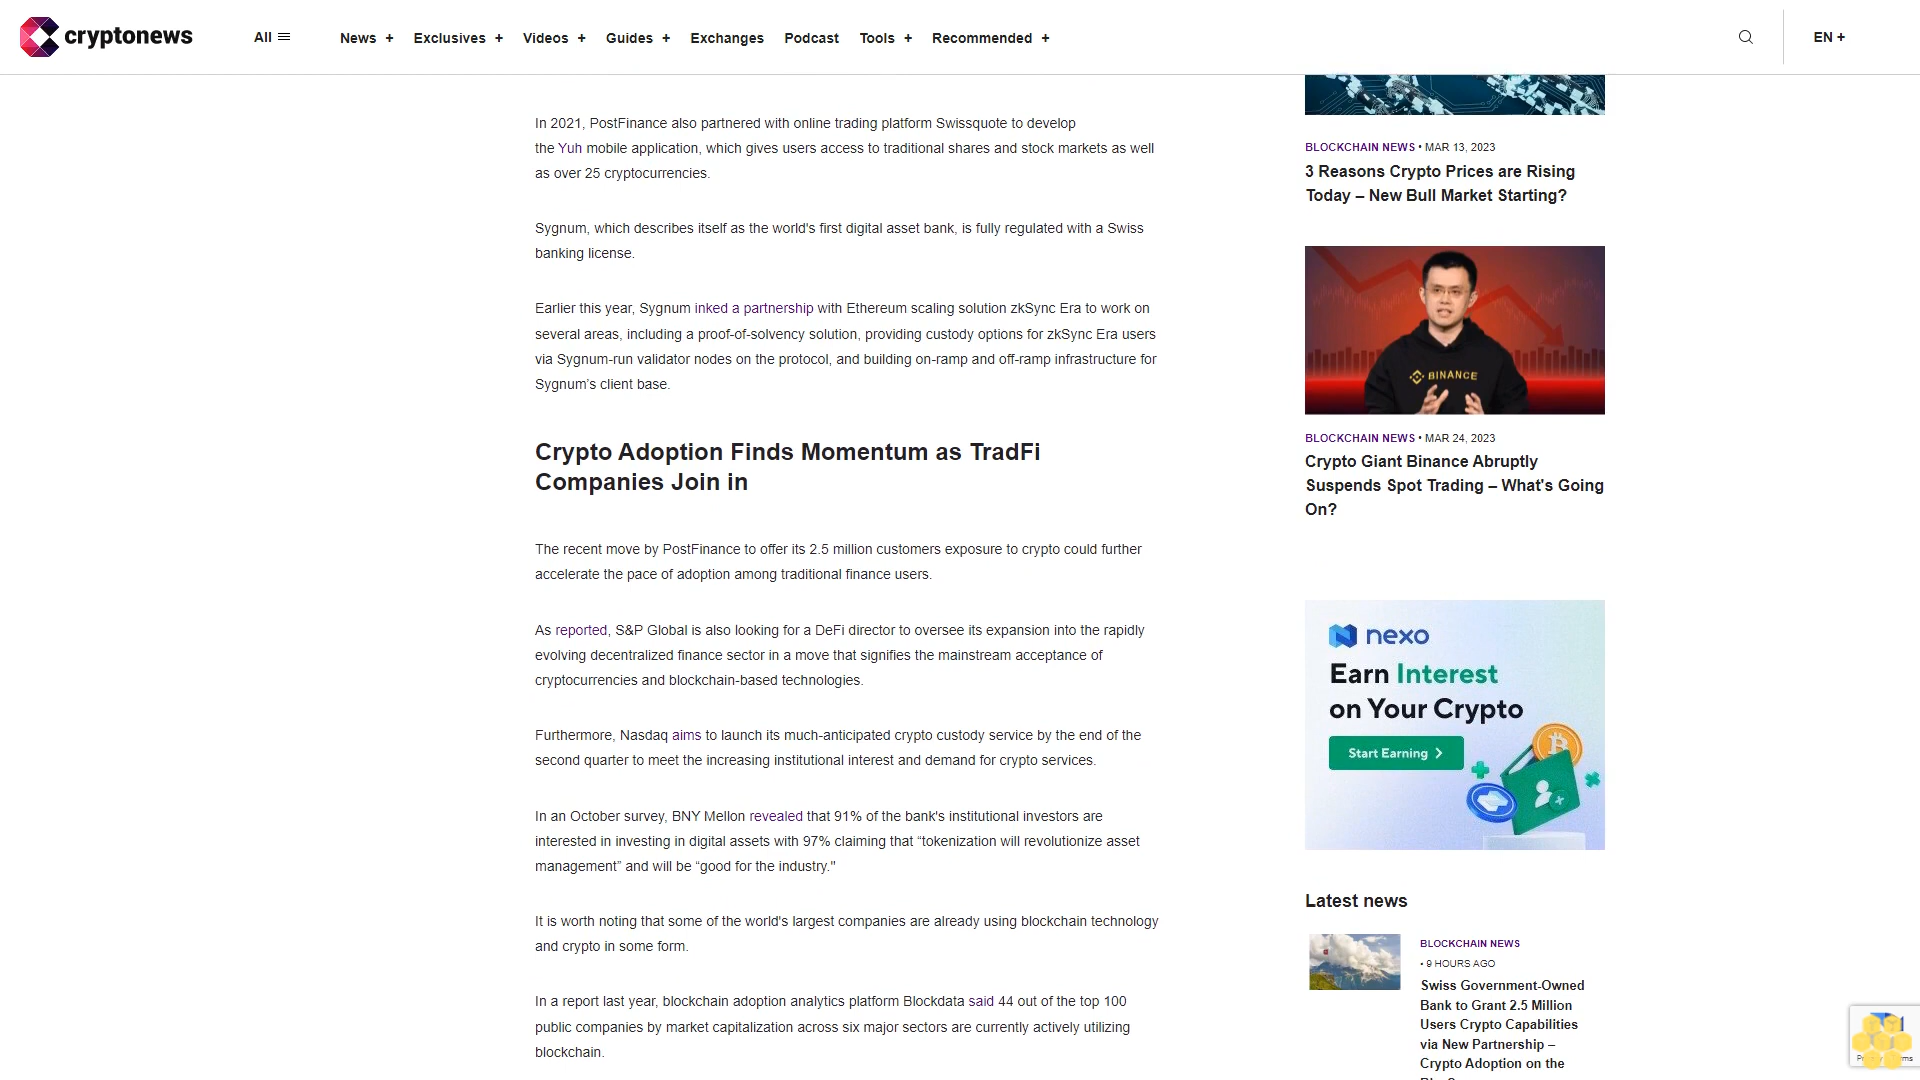 cryptonews
All
News +
Exclusives +
Videos +
Guides +
Exchanges
Podcast
Tools +
Recommended +
EN +
In 2021, PostFinance also partnered with online trading platform Swissquote to develop
the Yuh mobile application, which gives users access to traditional shares and stock markets as well
as over 25 cryptocurrencies.
Sygnum, which describes itself as the world's first digital asset bank, is fully regulated with a Swiss
banking license.
Earlier this year, Sygnum inked a partnership with Ethereum scaling solution zkSync Era to work on
several areas, including a proof-of-solvency solution, providing custody options for zkSync Era users
via Sygnum-run validator nodes on the protocol, and building on-ramp and off-ramp infrastructure for
Sygnum’s client base.
Crypto Adoption Finds Momentum as TradFi
Companies Join in
The recent move by PostFinance to offer its 2.5 million customers exposure to crypto could further
accelerate the pace of adoption among traditional finance users.
As reported, S&P Global is also looking for a DeFi director to oversee its expansion into the rapidly
evolving decentralized finance sector in a move that signifies the mainstream acceptance of
cryptocurrencies and blockchain-based technologies.
Furthermore, Nasdaq aims to launch its much-anticipated crypto custody service by the end of the
second quarter to meet the increasing institutional interest and demand for crypto services.
In an October survey, BNY Mellon revealed that 91% of the bank's institutional investors are
interested in investing in digital assets with 97% claiming that “tokenization will revolutionize asset
management” and will be “good for the industry."
It is worth noting that some of the world's largest companies are already using blockchain technology
and crypto in some form.
In a report last year, blockchain adoption analytics platform Blockdata said 44 out of the top 100
public companies by market capitalization across six major sectors are currently actively utilizing
blockchain.
BLOCKCHAIN NEWS • MAR 13, 2023
3 Reasons Crypto Prices are Rising
Today – New Bull Market Starting?
BINANCE
BLOCKCHAIN NEWS • MAR 24, 2023
Crypto Giant Binance Abruptly
Suspends Spot Trading – What's Going
On?
nexo
Earn Interest
on Your Crypto
Start Earning >
Latest news
BLOCKCHAIN NEWS
• 9 HOURS AGO
Swiss Government-Owned
Bank to Grant 2.5 Million
Users Crypto Capabilities
via New Partnership –
Crypto Adoption on the